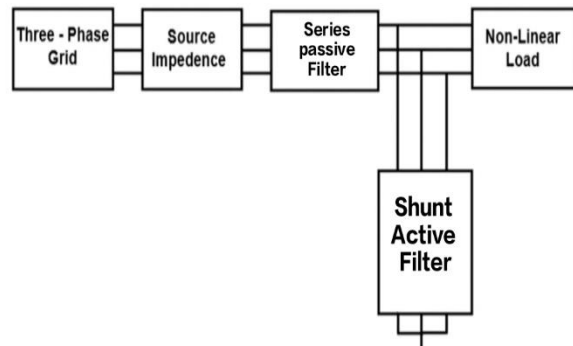 Three - Phase
Grid
Source
Impedence
Series
passive
Filter
Non-Linear
Load
Shunt
Active
Filter